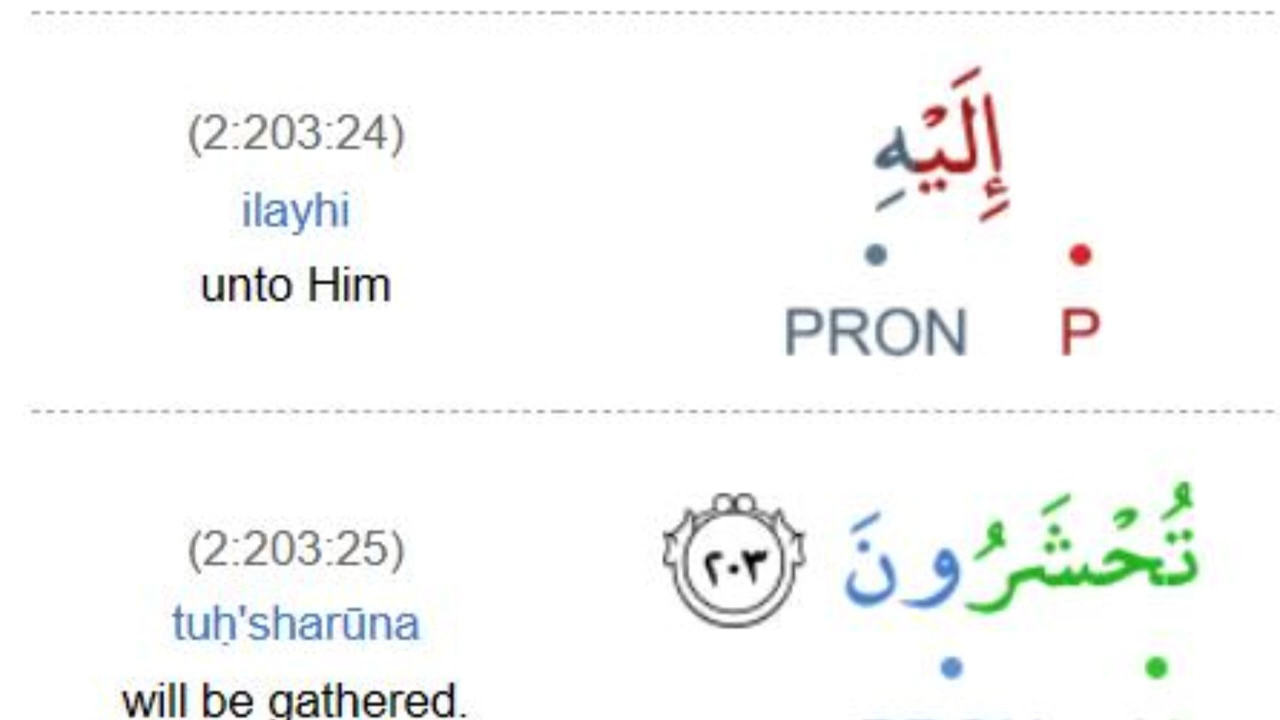 (2:203:24)
ilayhi
unto Him
إِلَيْهِ
PRON P
(2:203:25)
tuḥ'sharūna
will be gathered.
تُحْشَرُونَ ٢٠٣